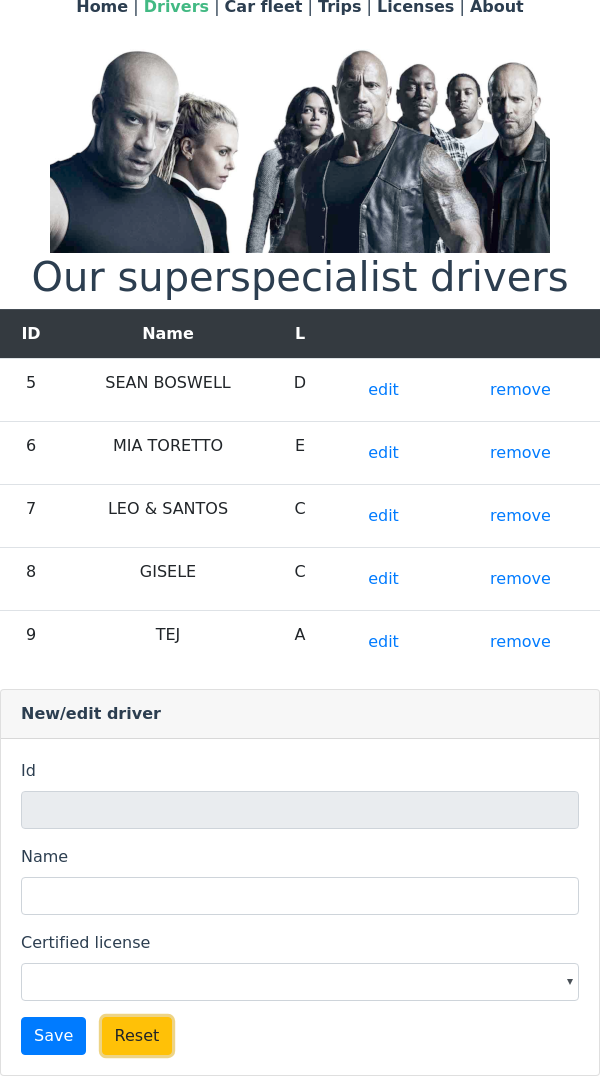 Home | Drivers | Car fleet | Trips | Licenses | About
Our superspecialist drivers
ID Name L
5 SEAN BOSWELL D edit remove
6 MIA TORETTO E edit remove
7 LEO & SANTOS C edit remove
8 GISELE C edit remove
9 TEJ A edit remove
New/edit driver
Id
Name
Certified license
Save Reset